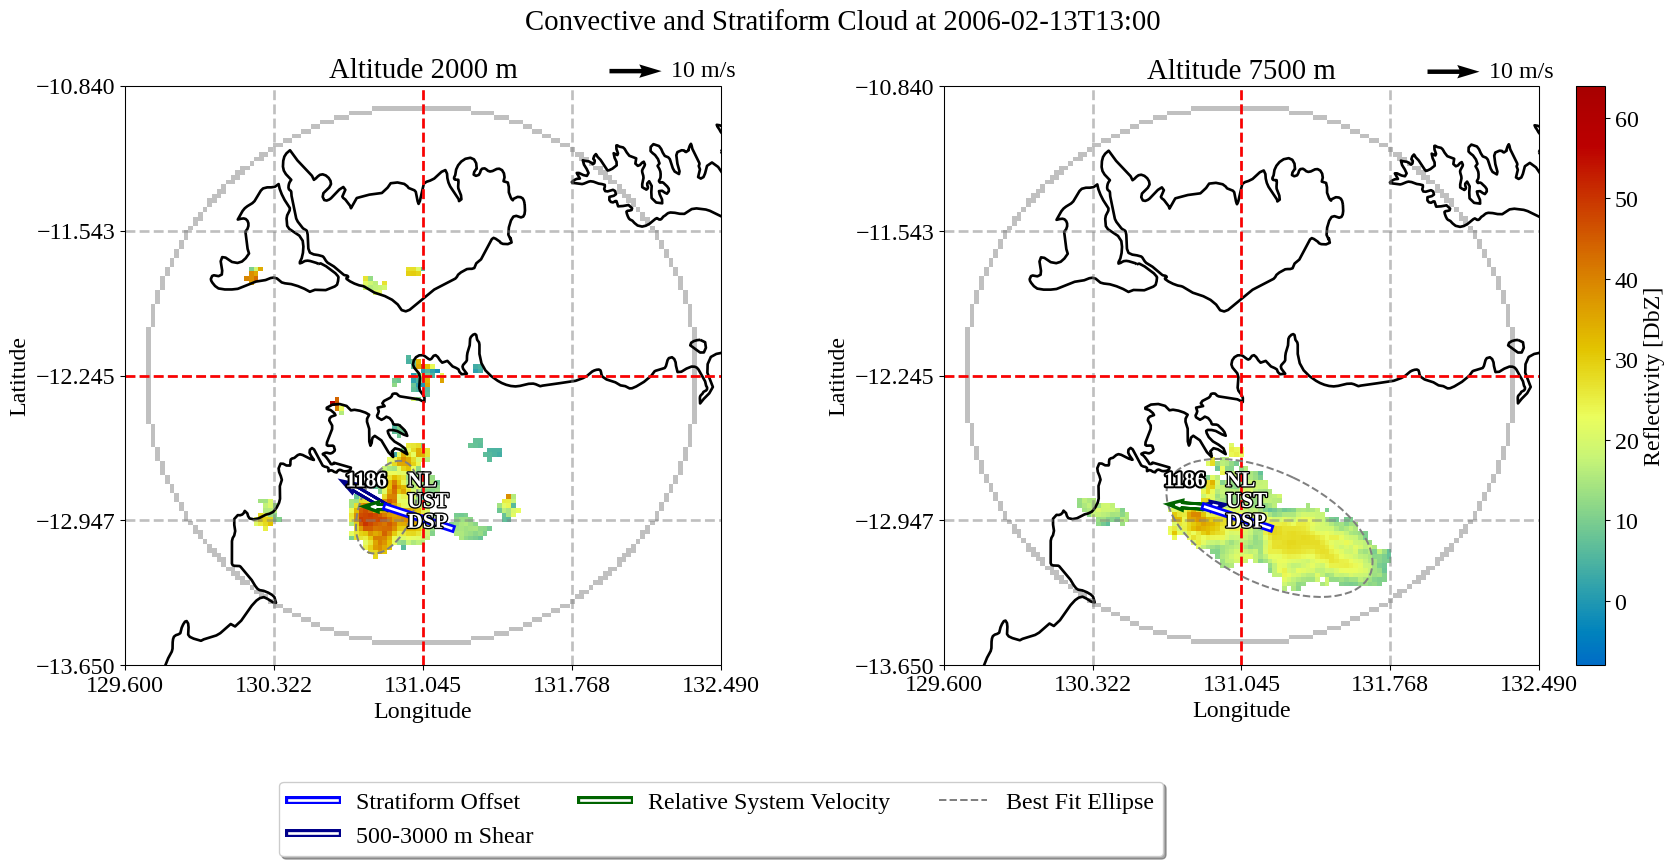 Convective and Stratiform Cloud at 2006-02-13T13:00
Altitude 2000 m
10 m/s
−10.840
−11.543
−12.245
−12.947
−13.650
129.600
130.322
131.045
131.768
132.490
Latitude
Longitude
1186
NL
UST
DSP
Altitude 7500 m
10 m/s
−10.840
−11.543
−12.245
−12.947
−13.650
129.600
130.322
131.045
131.768
132.490
Latitude
Longitude
1186
NL
UST
DSP
60
50
40
30
20
10
0
Reflectivity [DbZ]
Stratiform Offset
500-3000 m Shear
Relative System Velocity
Best Fit Ellipse